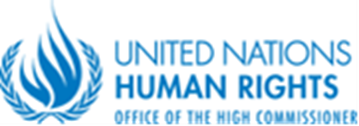 UNITED NATIONS
HUMAN RIGHTS
OFFICE OF THE HIGH COMMISSIONER